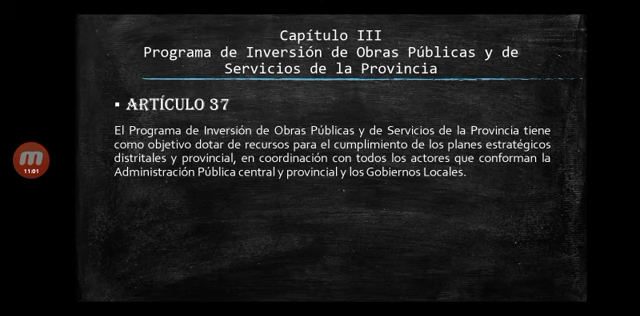 Capítulo III
Programa de Inversión de Obras Públicas y de
Servicios de la Provincia
▪ ARTÍCULO 37
El Programa de Inversión de Obras Públicas y de Servicios de la Provincia tiene
como objetivo dotar de recursos para el cumplimiento de los planes estratégicos
distritales y provincial, en coordinación con todos los actores que conforman la
Administración Pública central y provincial y los Gobiernos Locales.
m
11:01